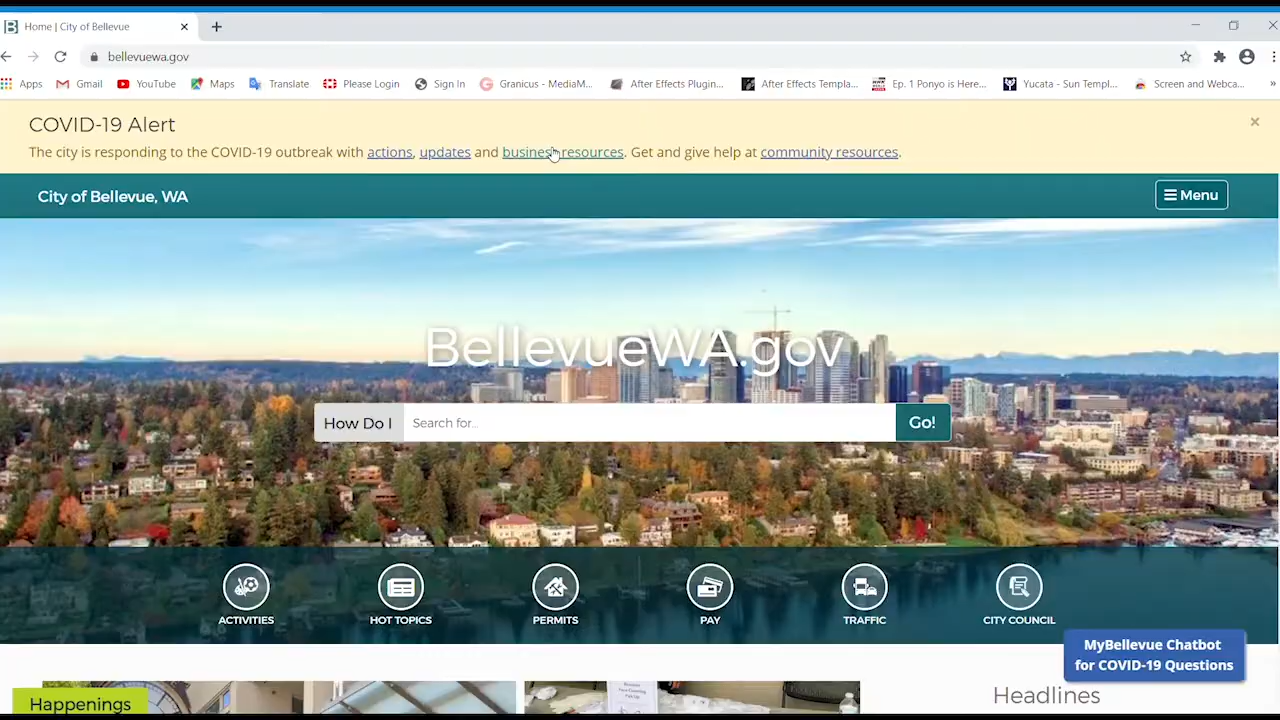 Home | City of Bellevue
bellevuewa.gov
Apps Gmail YouTube Maps Translate Please Login Sign In Granicus - MediaM... After Effects Plugin... After Effects Templa... Ep. 1 Ponyo is Here... Yucata - Sun Templ... Screen and Webca... »
COVID-19 Alert
The city is responding to the COVID-19 outbreak with actions, updates and business resources. Get and give help at community resources.
City of Bellevue, WA
Menu
BellevueWA.gov
How Do I Search for... Go!
ACTIVITIES HOT TOPICS PERMITS PAY TRAFFIC CITY COUNCIL
MyBellevue Chatbot
for COVID-19 Questions
Happenings
Headlines